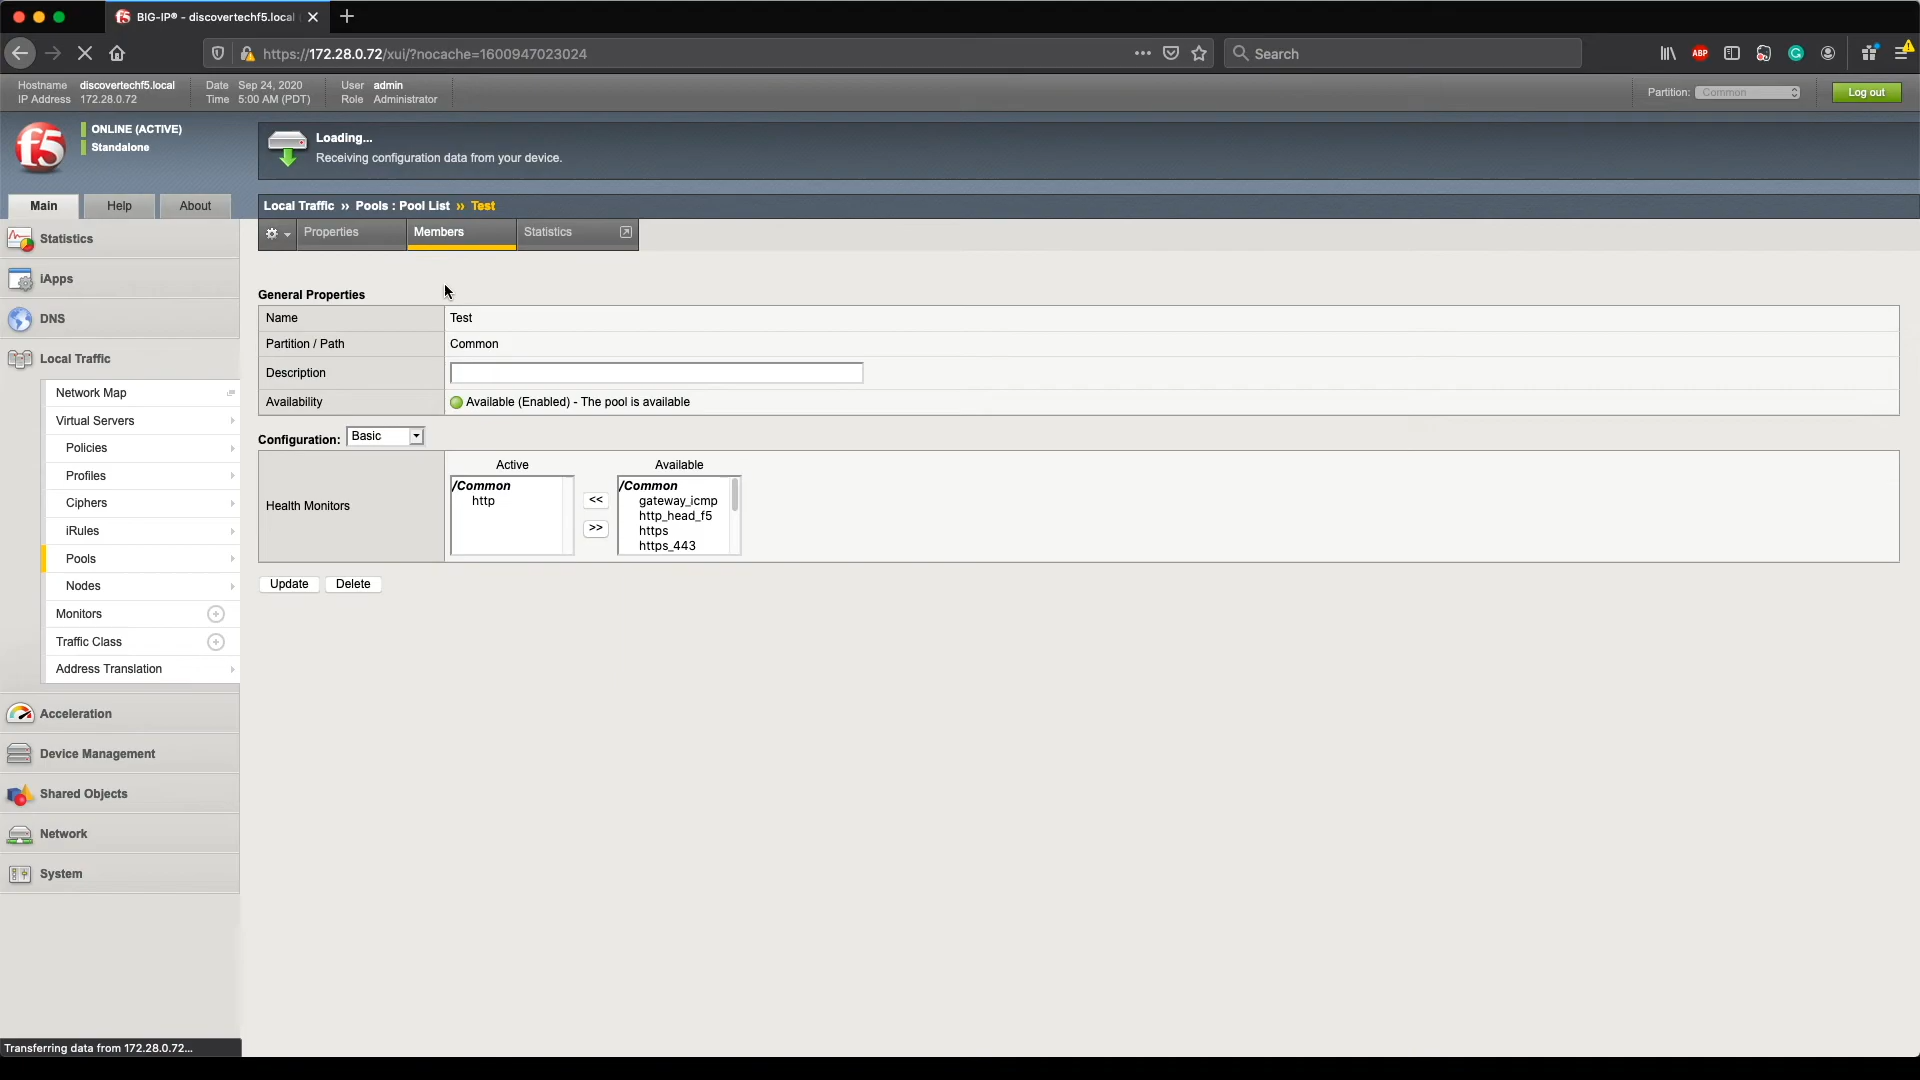 BIG-IP® - discovertechf5.local
https://172.28.0.72/xui/?nocache=1600947023024
Search
ABP
Hostname discovertechf5.local
IP Address 172.28.0.72
Date Sep 24, 2020
Time 5:00 AM (PDT)
User admin
Role Administrator
Partition: Common
Log out
f5
ONLINE (ACTIVE)
Standalone
Loading...
Receiving configuration data from your device.
Main
Help
About
Local Traffic ›› Pools : Pool List ›› Test
Properties
Members
Statistics
Statistics
iApps
DNS
Local Traffic
Network Map
Virtual Servers
Policies
Profiles
Ciphers
iRules
Pools
Nodes
Monitors
Traffic Class
Address Translation
Acceleration
Device Management
Shared Objects
Network
System
General Properties
Name Test
Partition / Path Common
Description
Availability Available (Enabled) - The pool is available
Configuration: Basic
Health Monitors
Active
/Common
http
<<
>>
Available
/Common
gateway_icmp
http_head_f5
https
https_443
Update
Delete
Transferring data from 172.28.0.72...